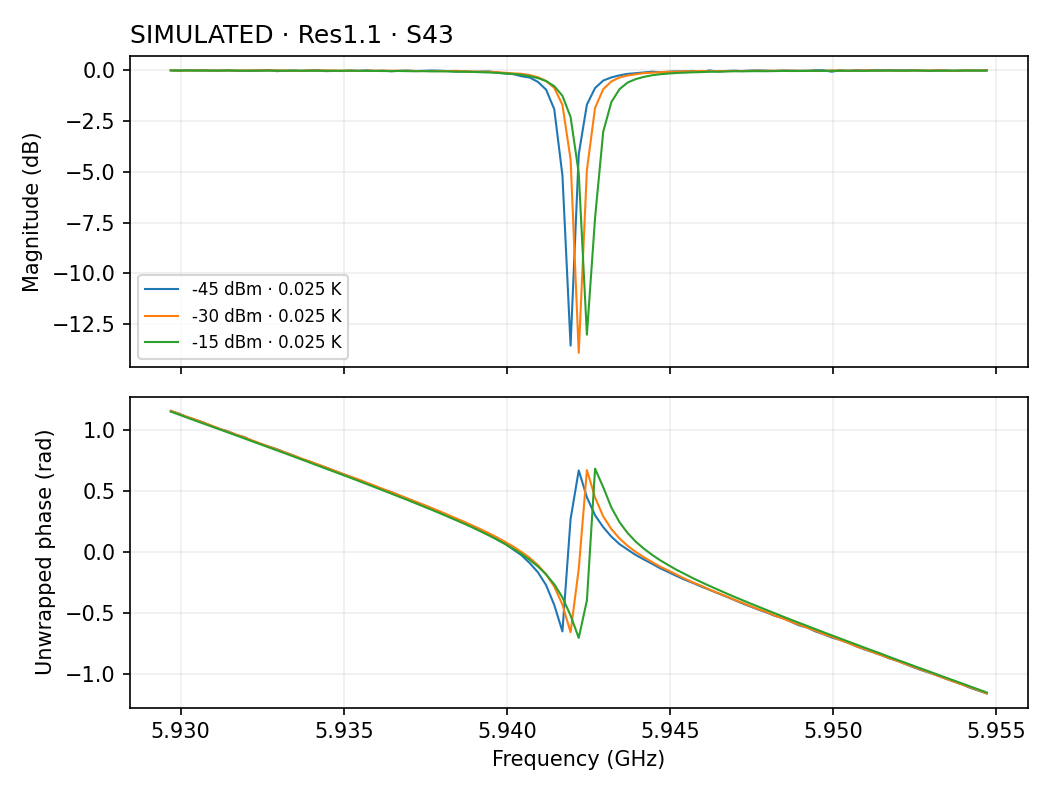 SIMULATED · Res1.1 · S43
Magnitude (dB)
0.0
−2.5
−5.0
−7.5
−10.0
−12.5
-45 dBm · 0.025 K
-30 dBm · 0.025 K
-15 dBm · 0.025 K
Unwrapped phase (rad)
1.0
0.5
0.0
−0.5
−1.0
5.930 5.935 5.940 5.945 5.950 5.955
Frequency (GHz)